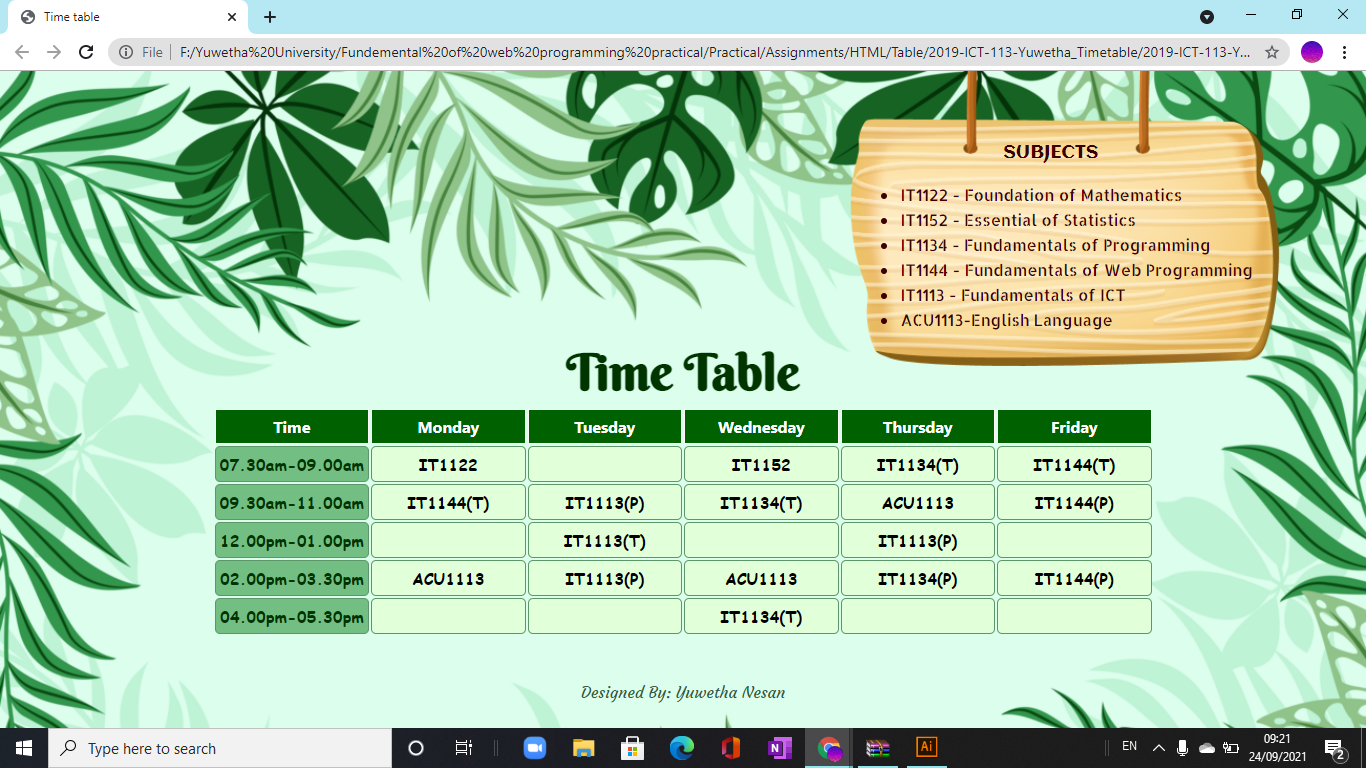 Time table
File
F:/Yuwetha%20University/Fundemental%20of%20web%20programming%20practical/Practical/Assignments/HTML/Table/2019-ICT-113-Yuwetha_Timetable/2019-ICT-113-Y...
SUBJECTS
• IT1122 - Foundation of Mathematics
• IT1152 - Essential of Statistics
• IT1134 - Fundamentals of Programming
• IT1144 - Fundamentals of Web Programming
• IT1113 - Fundamentals of ICT
• ACU1113-English Language
Time Table
Time Monday Tuesday Wednesday Thursday Friday
07.30am-09.00am IT1122 IT1152 IT1134(T) IT1144(T)
09.30am-11.00am IT1144(T) IT1113(P) IT1134(T) ACU1113 IT1144(P)
12.00pm-01.00pm IT1113(T) IT1113(P)
02.00pm-03.30pm ACU1113 IT1113(P) ACU1113 IT1134(P) IT1144(P)
04.00pm-05.30pm IT1134(T)
Designed By: Yuwetha Nesan
Type here to search
N
Ai
EN
09:21
24/09/2021
2